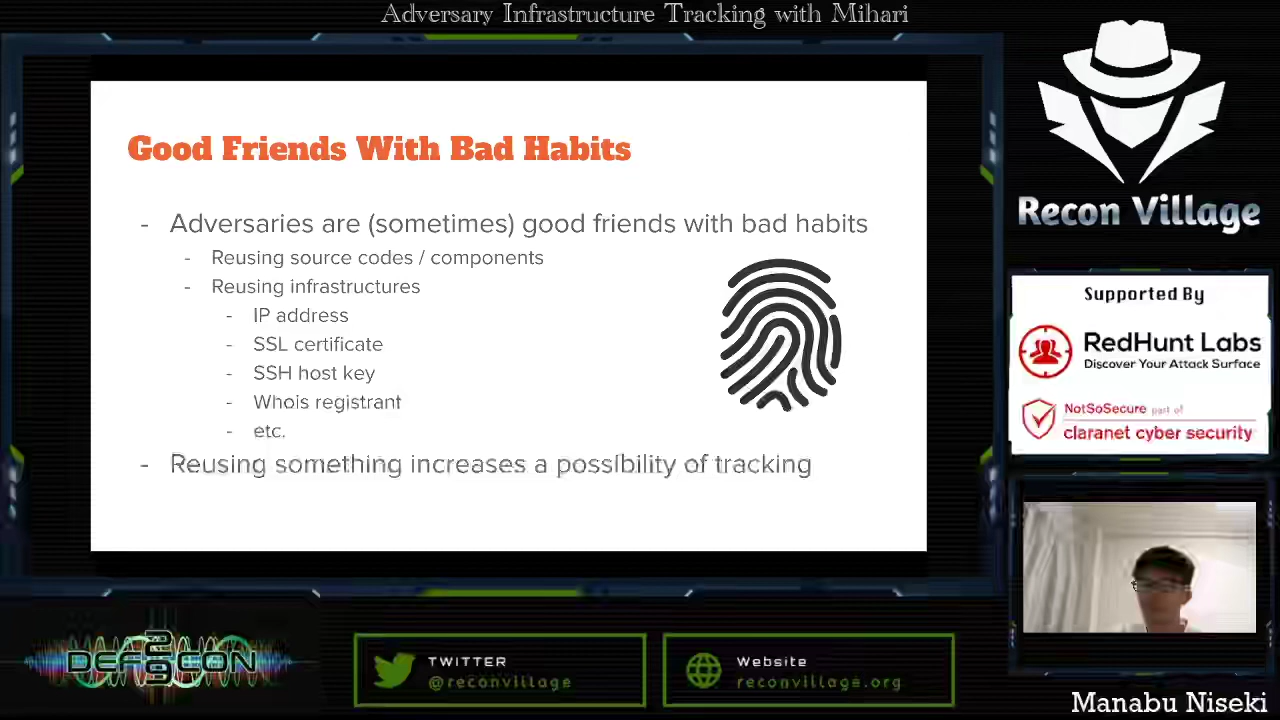 Adversary Infrastructure Tracking with Mihari
Good Friends With Bad Habits
- Adversaries are (sometimes) good friends with bad habits
- Reusing source codes / components
- Reusing infrastructures
- IP address
- SSL certificate
- SSH host key
- Whois registrant
- etc.
- Reusing something increases a possibility of tracking
Recon Village
Supported By
RedHunt Labs
Discover Your Attack Surface
NotSoSecure part of
claranet cyber security
DEFCON
29
TWITTER
@reconvillage
Website
reconvillage.org
Manabu Niseki